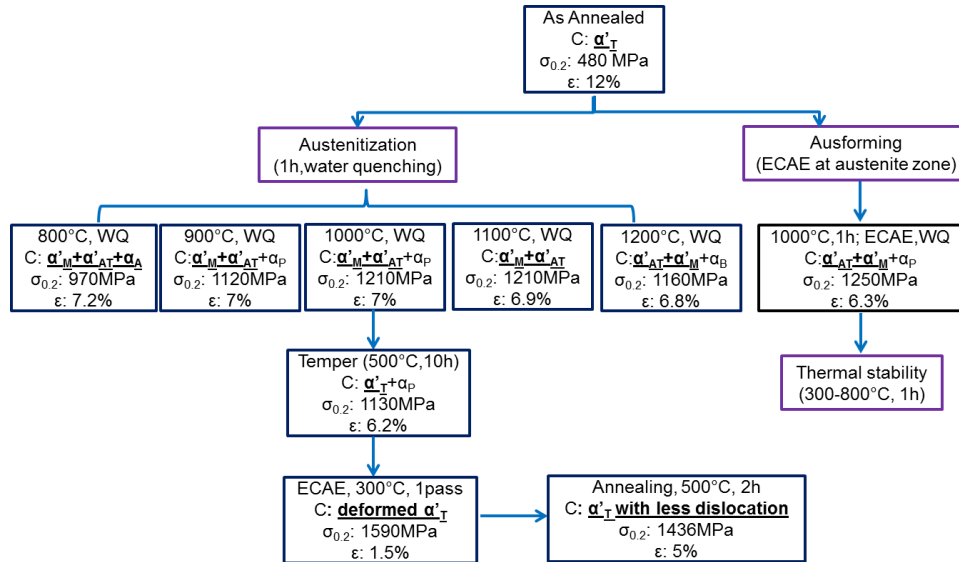 As Annealed
C: α'T
σ0.2: 480 MPa
ε: 12%
Austenitization
(1h,water quenching)
Ausforming
(ECAE at austenite zone)
800°C, WQ
C: α'M+α'AT+αA
σ0.2: 970MPa
ε: 7.2%
900°C, WQ
C:α'M+α'AT+αP
σ0.2: 1120MPa
ε: 7%
1000°C, WQ
C: α'M+α'AT+αP
σ0.2: 1210MPa
ε: 7%
1100°C, WQ
C: α'M+α'AT
σ0.2: 1210MPa
ε: 6.9%
1200°C, WQ
C:α'AT+α'M+αB
σ0.2: 1160MPa
ε: 6.8%
1000°C,1h; ECAE,WQ
C: α'AT+α'M+αP
σ0.2: 1250MPa
ε: 6.3%
Temper (500°C,10h)
C: α'T+αP
σ0.2: 1130MPa
ε: 6.2%
Thermal stability
(300-800°C, 1h)
ECAE, 300°C, 1pass
C: deformed α'T
σ0.2: 1590MPa
ε: 1.5%
Annealing, 500°C, 2h
C: α'T with less dislocation
σ0.2: 1436MPa
ε: 5%